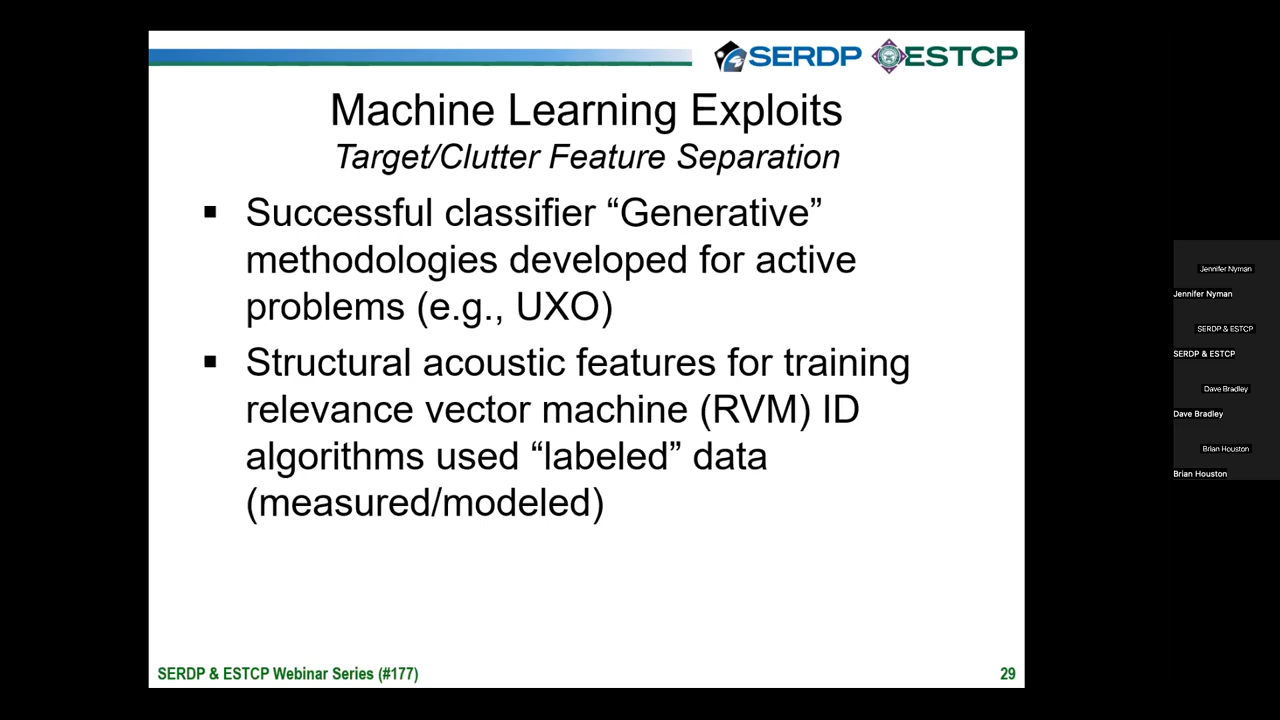 SERDP ESTCP
Machine Learning Exploits
Target/Clutter Feature Separation
▪ Successful classifier “Generative”
methodologies developed for active
problems (e.g., UXO)
▪ Structural acoustic features for training
relevance vector machine (RVM) ID
algorithms used “labeled” data
(measured/modeled)
SERDP & ESTCP Webinar Series (#177)
29
Jennifer Nyman
Jennifer Nyman
SERDP & ESTCP
SERDP & ESTCP
Dave Bradley
Dave Bradley
Brian Houston
Brian Houston